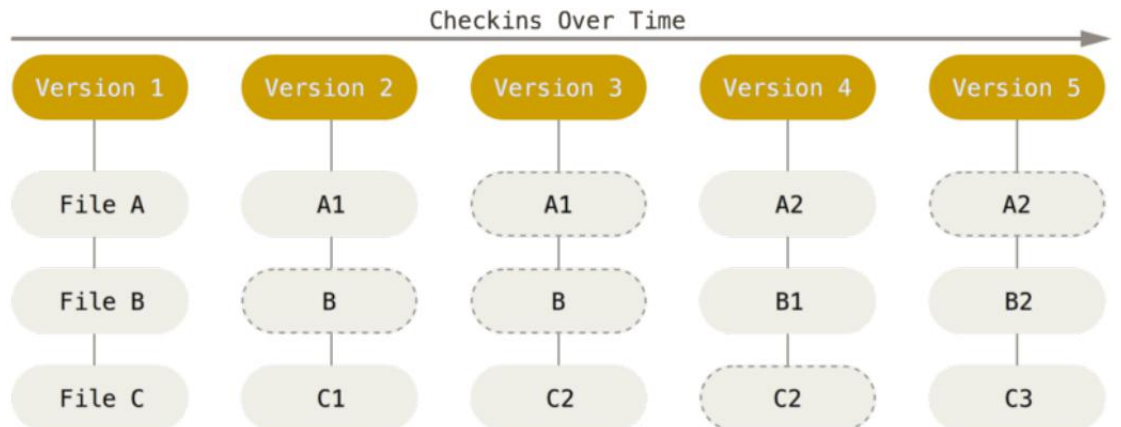 Checkins Over Time
Version 1 Version 2 Version 3 Version 4 Version 5
File A A1 A1 A2 A2
File B B B B1 B2
File C C1 C2 C2 C3